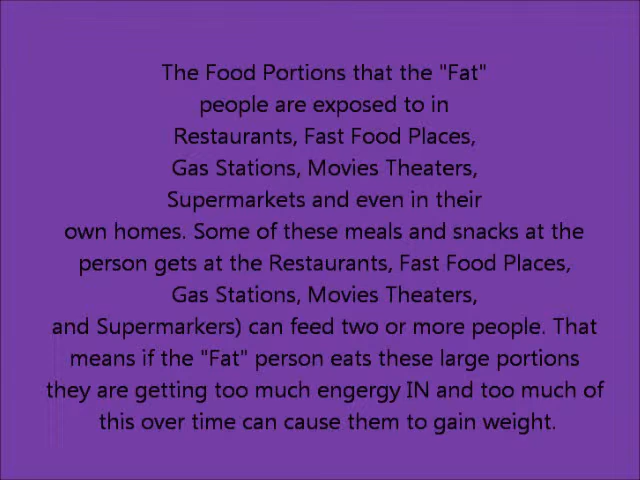 The Food Portions that the "Fat"
people are exposed to in
Restaurants, Fast Food Places,
Gas Stations, Movies Theaters,
Supermarkets and even in their
own homes. Some of these meals and snacks at the
person gets at the Restaurants, Fast Food Places,
Gas Stations, Movies Theaters,
and Supermarkers) can feed two or more people. That
means if the "Fat" person eats these large portions
they are getting too much engergy IN and too much of
this over time can cause them to gain weight.